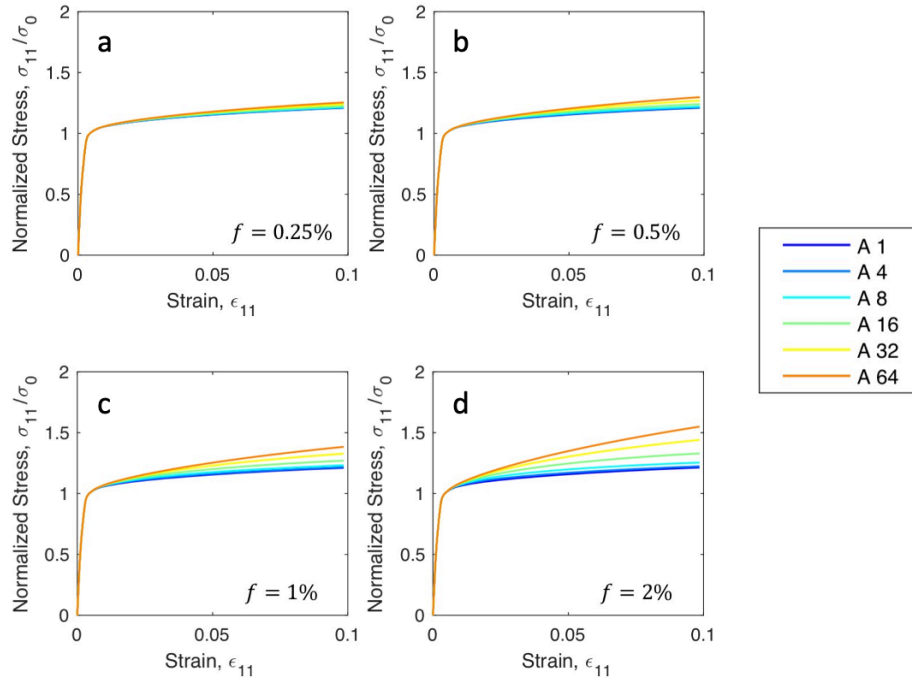 a
Normalized Stress, σ₁₁/σ₀
2
1.5
1
0.5
0
f = 0.25%
0
0.05
0.1
Strain, ϵ₁₁
b
Normalized Stress, σ₁₁/σ₀
2
1.5
1
0.5
0
f = 0.5%
0
0.05
0.1
Strain, ϵ₁₁
A 1
A 4
A 8
A 16
A 32
A 64
c
Normalized Stress, σ₁₁/σ₀
2
1.5
1
0.5
0
f = 1%
0
0.05
0.1
Strain, ϵ₁₁
d
Normalized Stress, σ₁₁/σ₀
2
1.5
1
0.5
0
f = 2%
0
0.05
0.1
Strain, ϵ₁₁